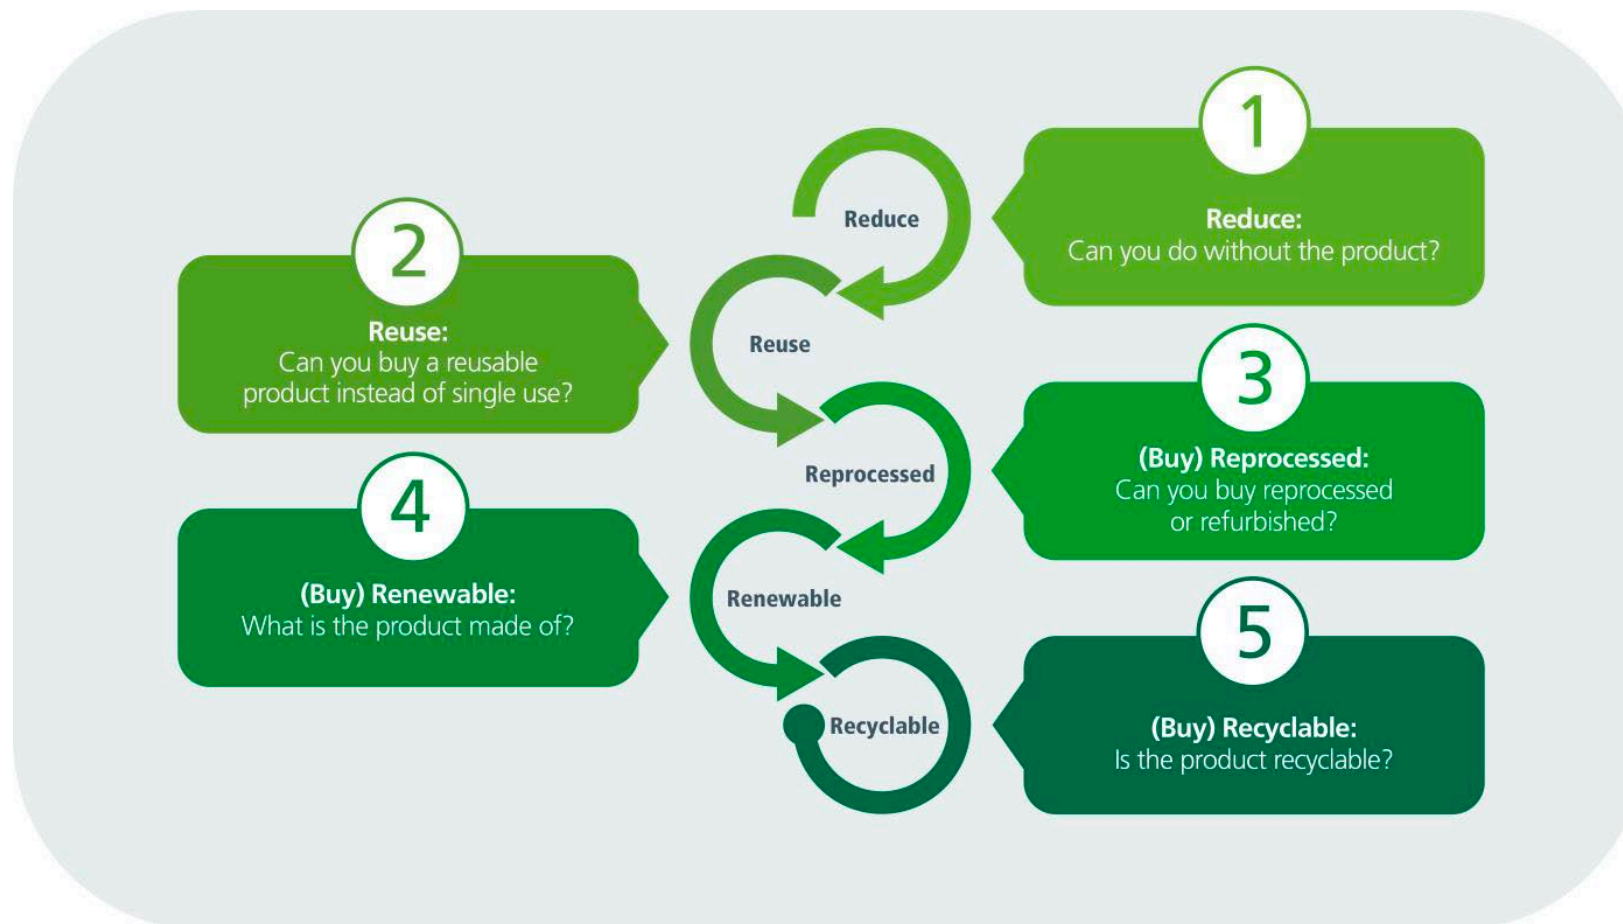 1
Reduce:
Can you do without the product?
Reduce
2
Reuse:
Can you buy a reusable
product instead of single use?
Reuse
3
(Buy) Reprocessed:
Can you buy reprocessed
or refurbished?
Reprocessed
4
(Buy) Renewable:
What is the product made of?
Renewable
5
(Buy) Recyclable:
Is the product recyclable?
Recyclable